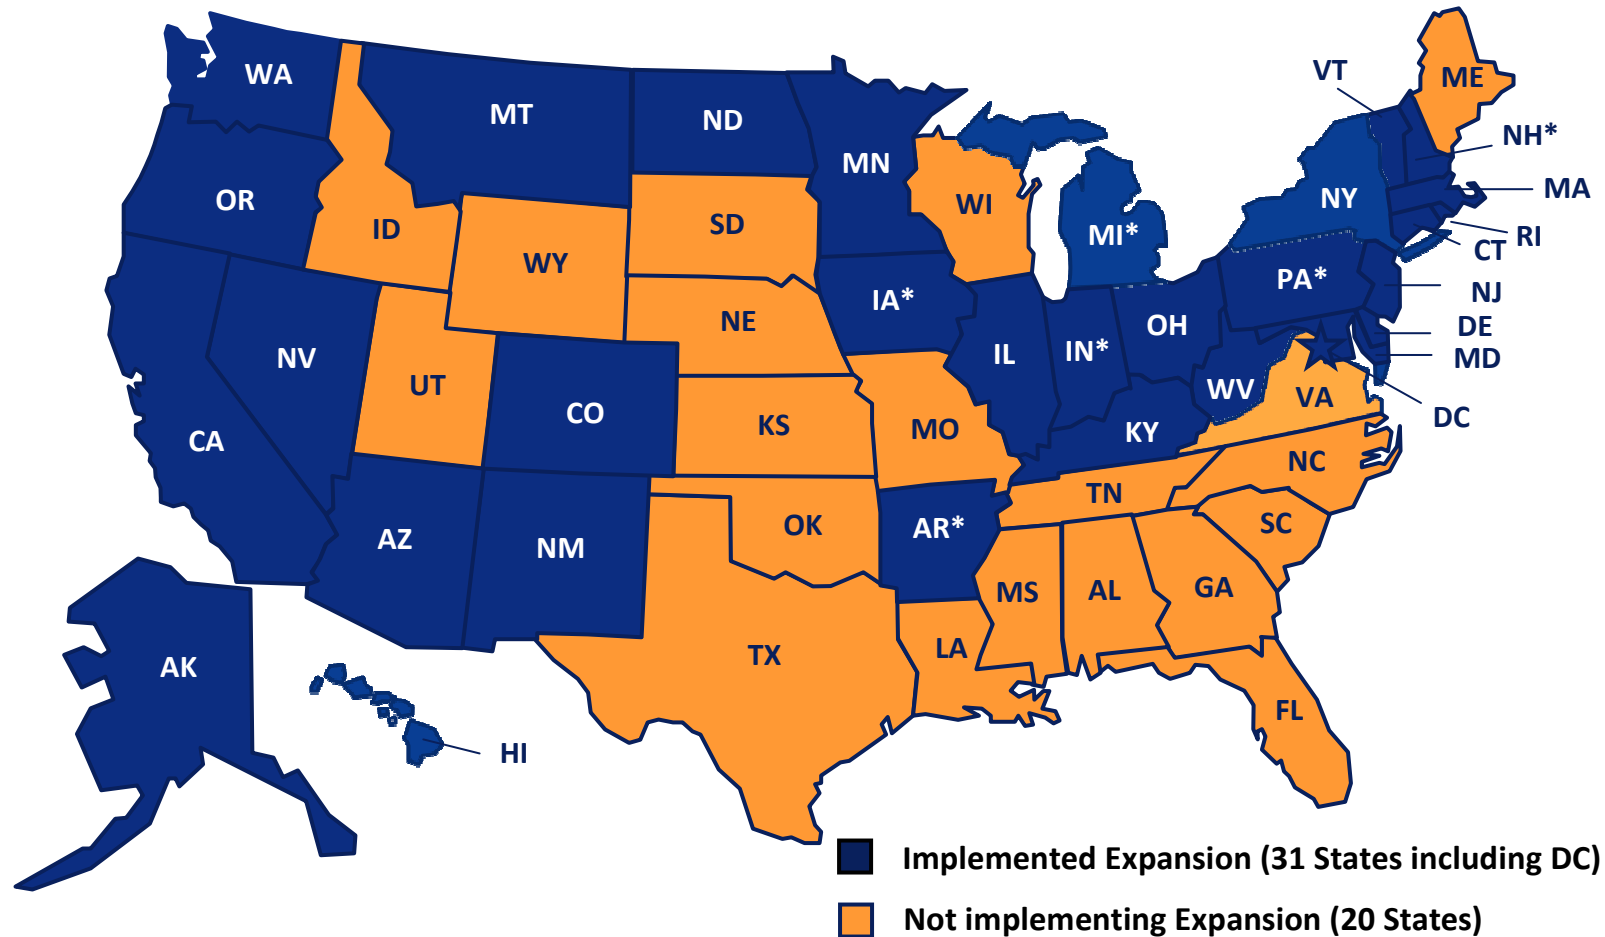 WA
MT
ND
MN
OR
ID
WY
SD
WI
MI*
NY
VT
ME
NH*
MA
RI
CT
NJ
DE
MD
DC
PA*
NE
IA*
IL
IN*
OH
WV
VA
KY
NV
UT
CO
KS
MO
CA
AZ
NM
OK
AR*
TN
NC
SC
MS
AL
GA
LA
TX
FL
AK
HI
Implemented Expansion (31 States including DC)
Not implementing Expansion (20 States)